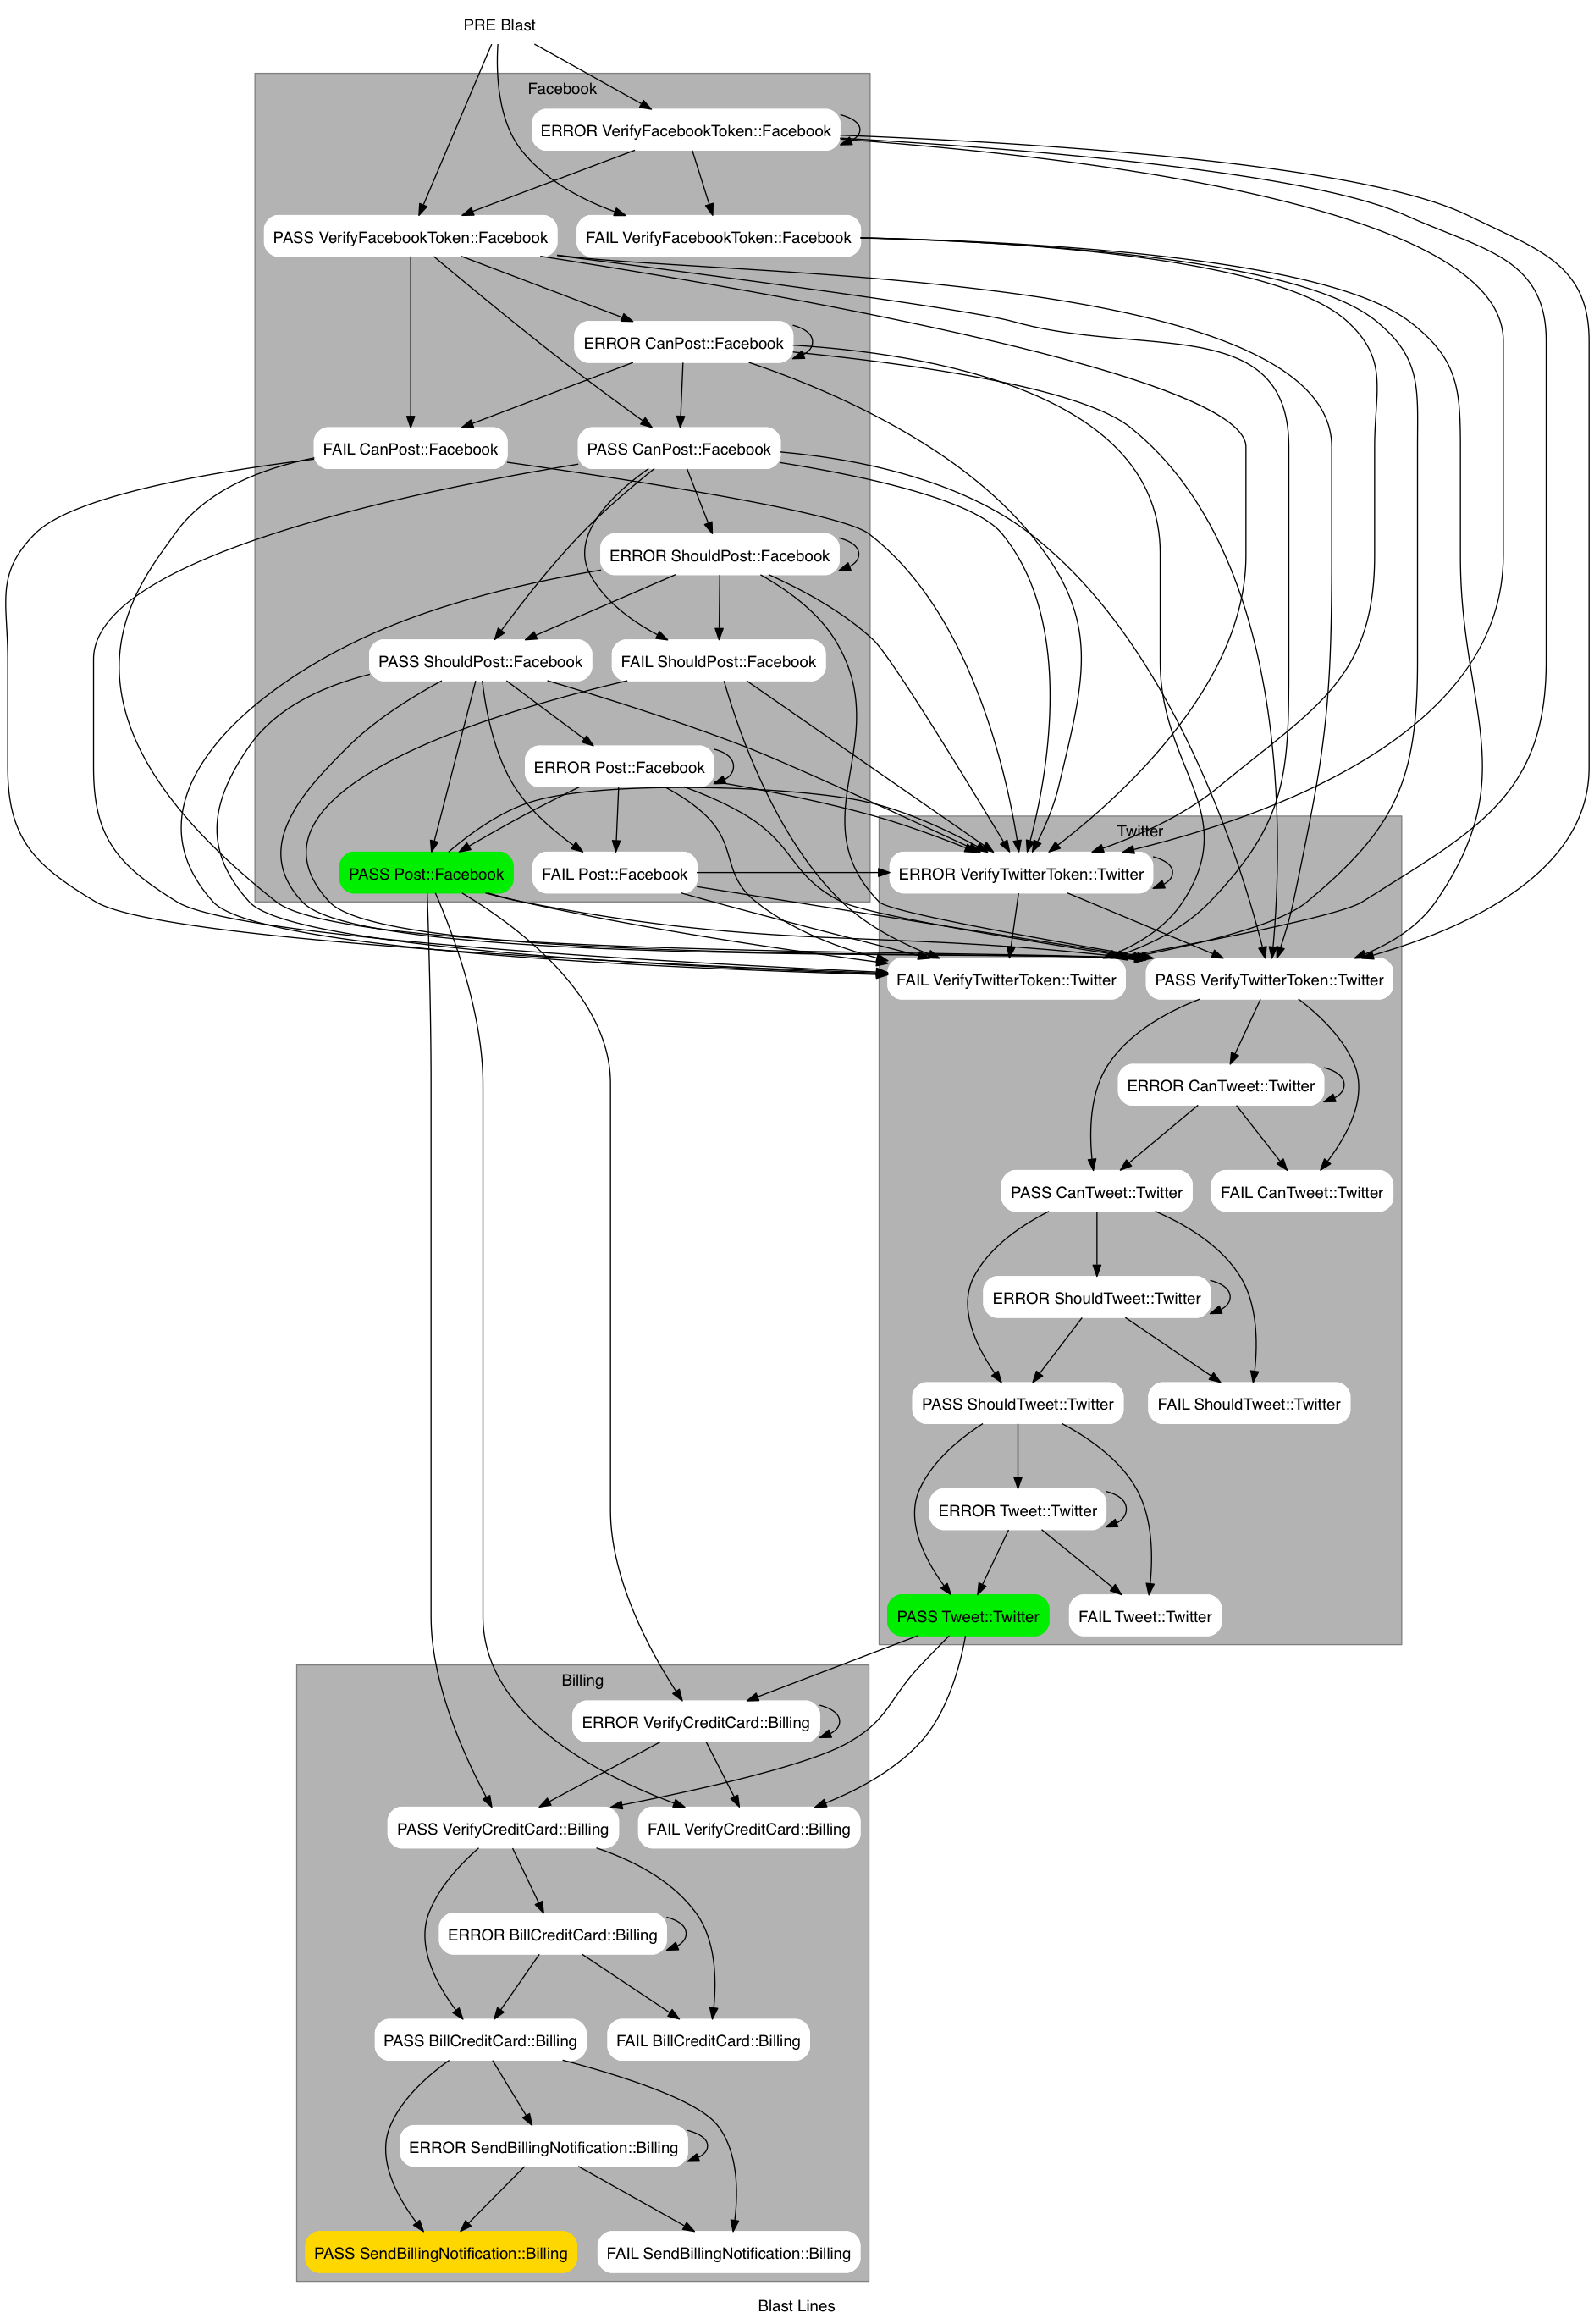 PRE Blast
Facebook
ERROR VerifyFacebookToken::Facebook
PASS VerifyFacebookToken::Facebook
FAIL VerifyFacebookToken::Facebook
ERROR CanPost::Facebook
FAIL CanPost::Facebook
PASS CanPost::Facebook
ERROR ShouldPost::Facebook
PASS ShouldPost::Facebook
FAIL ShouldPost::Facebook
ERROR Post::Facebook
PASS Post::Facebook
FAIL Post::Facebook
Twitter
ERROR VerifyTwitterToken::Twitter
FAIL VerifyTwitterToken::Twitter
PASS VerifyTwitterToken::Twitter
ERROR CanTweet::Twitter
PASS CanTweet::Twitter
FAIL CanTweet::Twitter
ERROR ShouldTweet::Twitter
PASS ShouldTweet::Twitter
FAIL ShouldTweet::Twitter
ERROR Tweet::Twitter
PASS Tweet::Twitter
FAIL Tweet::Twitter
Billing
ERROR VerifyCreditCard::Billing
PASS VerifyCreditCard::Billing
FAIL VerifyCreditCard::Billing
ERROR BillCreditCard::Billing
PASS BillCreditCard::Billing
FAIL BillCreditCard::Billing
ERROR SendBillingNotification::Billing
PASS SendBillingNotification::Billing
FAIL SendBillingNotification::Billing
Blast Lines